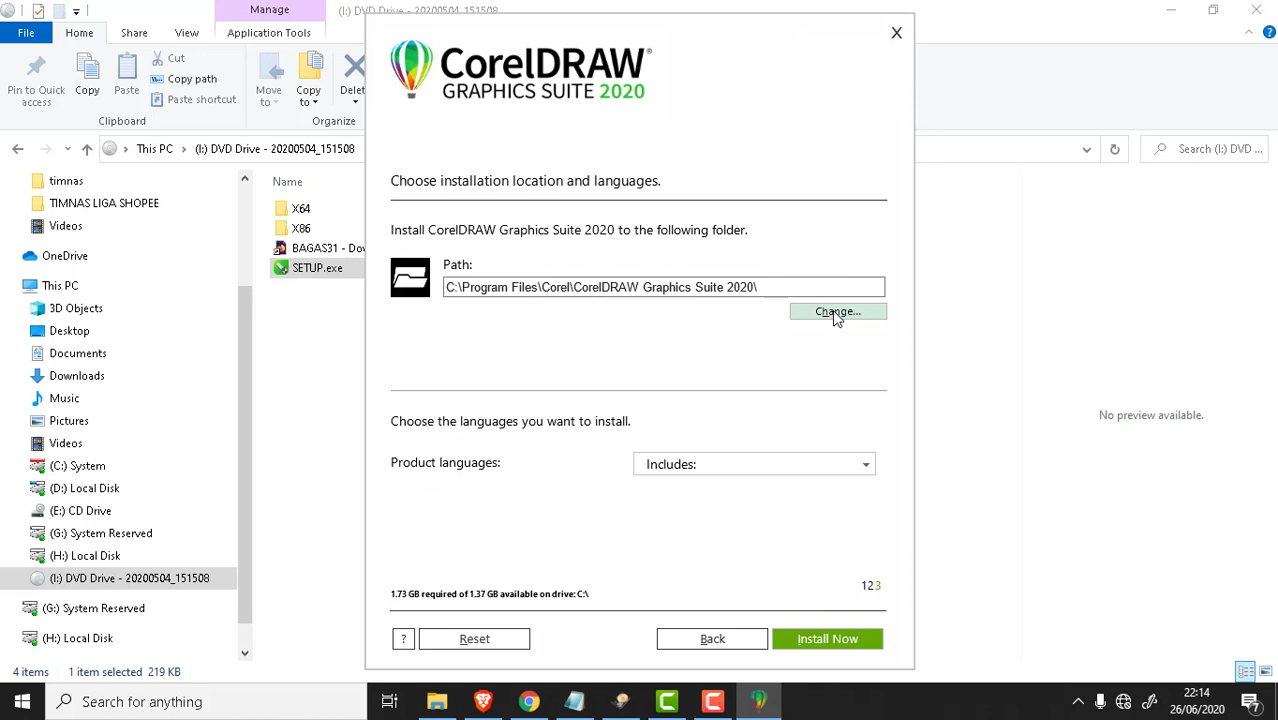 Manage
(I:) DVD Drive - 20200504_151508
File
Home
Share
View
Application Tools
Pin to Quick
access
Copy
Paste
Cut
Copy path
Paste shortcut
Clipboard
Move
to
Copy
to
Delete
Organize
This PC
(I:) DVD Drive - 20200504_151508
Search (I:) DVD ...
timnas
TIMNAS LIGA SHOPEE
Videos
OneDrive
This PC
3D Objects
Desktop
Documents
Downloads
Music
Pictures
Videos
(C:) System
(D:) Local Disk
(E:) CD Drive
(G:) System Reserved
(H:) Local Disk
(I:) DVD Drive - 20200504_151508
(G:) System Reserved
(H:) Local Disk
Name
X64
X86
BAGAS31 - Dov
SETUP.exe
X
CorelDRAW®
GRAPHICS SUITE 2020
Choose installation location and languages.
Install CorelDRAW Graphics Suite 2020 to the following folder.
Path:
C:\Program Files\Corel\CorelDRAW Graphics Suite 2020\
Change...
Choose the languages you want to install.
Product languages:
Includes:
1.73 GB required of 1.37 GB available on drive: C:\
123
?
Reset
Back
Install Now
No preview available.
4 items
1 item selected 219 KB
Search for anything
22:14
26/06/2020
7